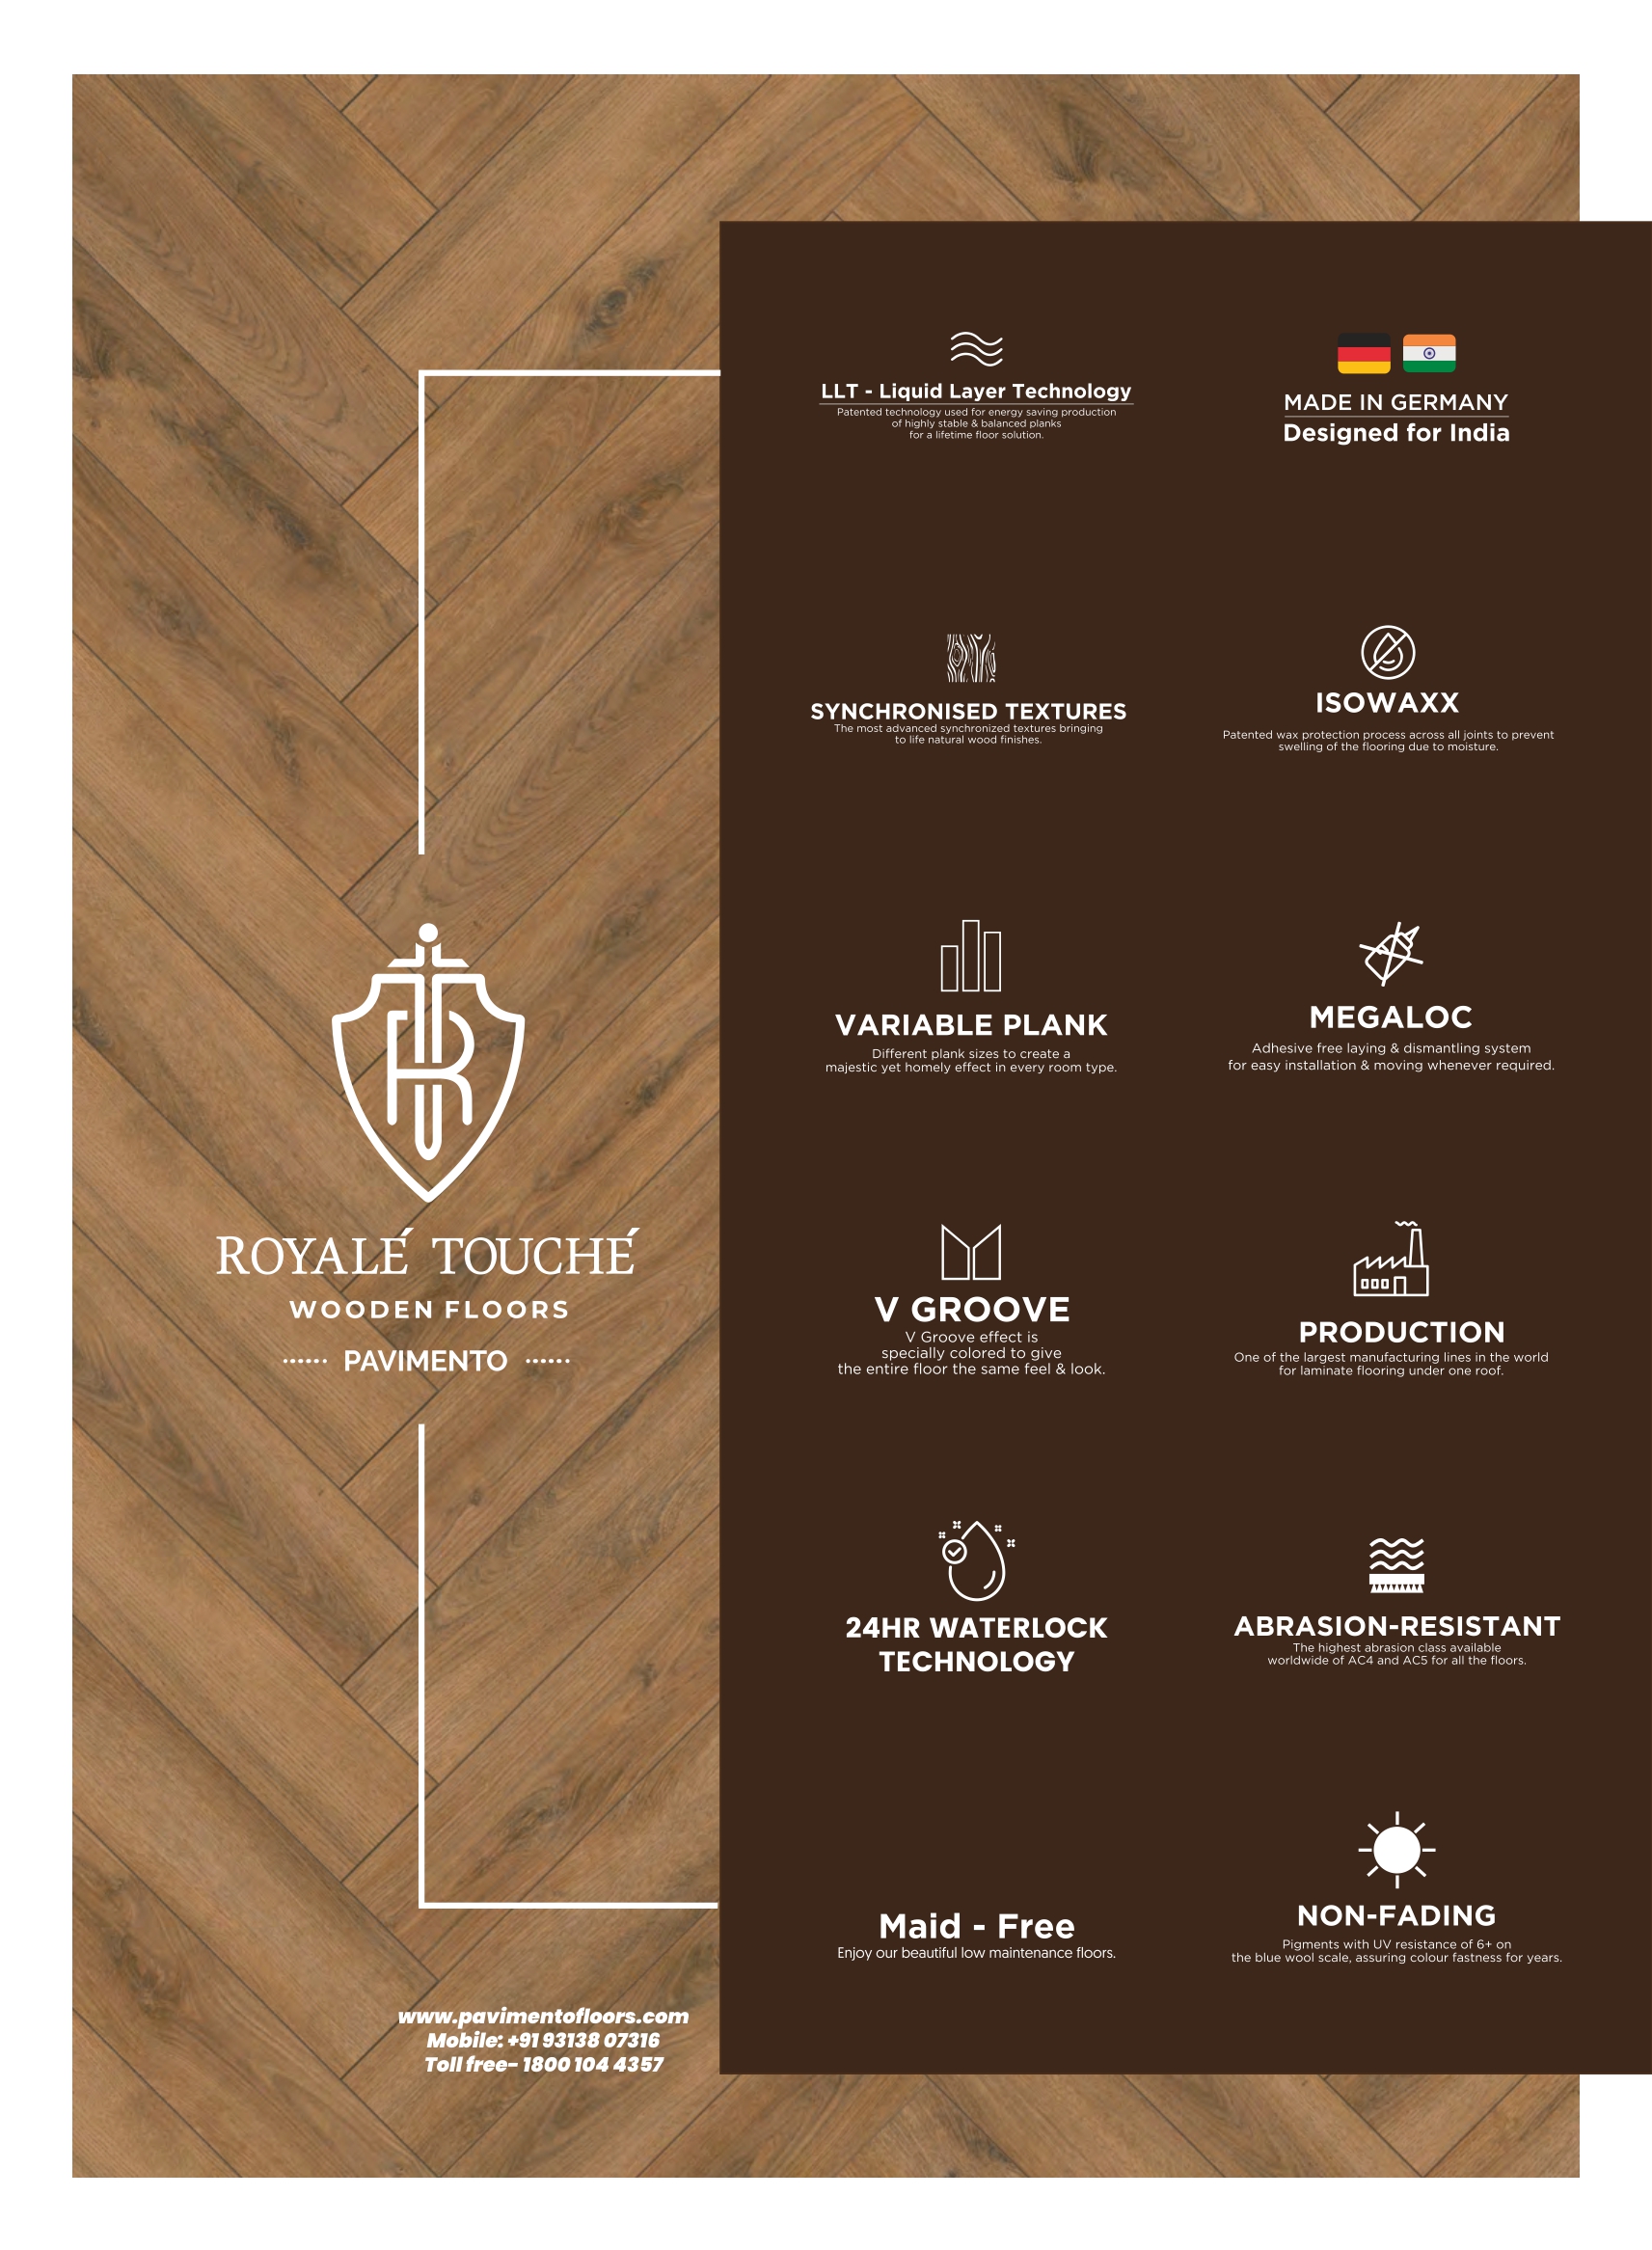 ROYALÉ TOUCHÉ
WOODEN FLOORS
PAVIMENTO
www.pavimentofloors.com
Mobile: +91 93138 07316
Toll free- 1800 104 4357
LLT - Liquid Layer Technology
Patented technology used for energy saving production
of highly stable & balanced planks
for a lifetime floor solution.
MADE IN GERMANY
Designed for India
SYNCHRONISED TEXTURES
The most advanced synchronized textures bringing
to life natural wood finishes.
ISOWAXX
Patented wax protection process across all joints to prevent
swelling of the flooring due to moisture.
VARIABLE PLANK
Different plank sizes to create a
majestic yet homely effect in every room type.
MEGALOC
Adhesive free laying & dismantling system
for easy installation & moving whenever required.
V GROOVE
V Groove effect is
specially colored to give
the entire floor the same feel & look.
PRODUCTION
One of the largest manufacturing lines in the world
for laminate flooring under one roof.
24HR WATERLOCK
TECHNOLOGY
ABRASION-RESISTANT
The highest abrasion class available
worldwide of AC4 and AC5 for all the floors.
Maid - Free
Enjoy our beautiful low maintenance floors.
NON-FADING
Pigments with UV resistance of 6+ on
the blue wool scale, assuring colour fastness for years.